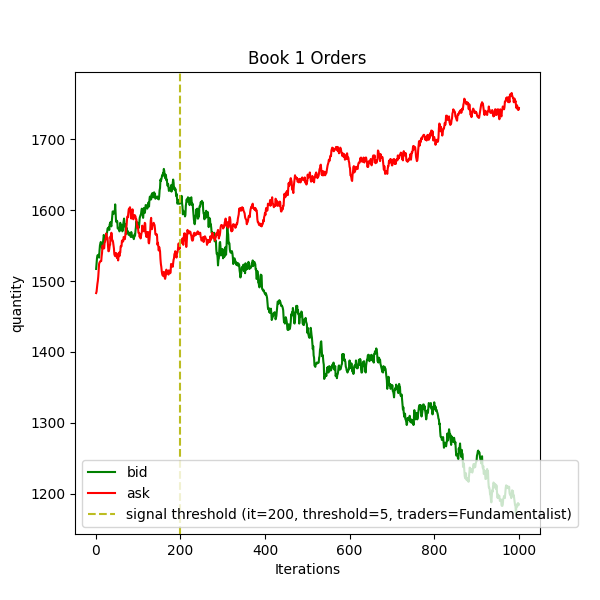 Book 1 Orders
quantity
1700
1600
1500
1400
1300
1200
bid
ask
signal threshold (it=200, threshold=5, traders=Fundamentalist)
0 200 400 600 800 1000
Iterations